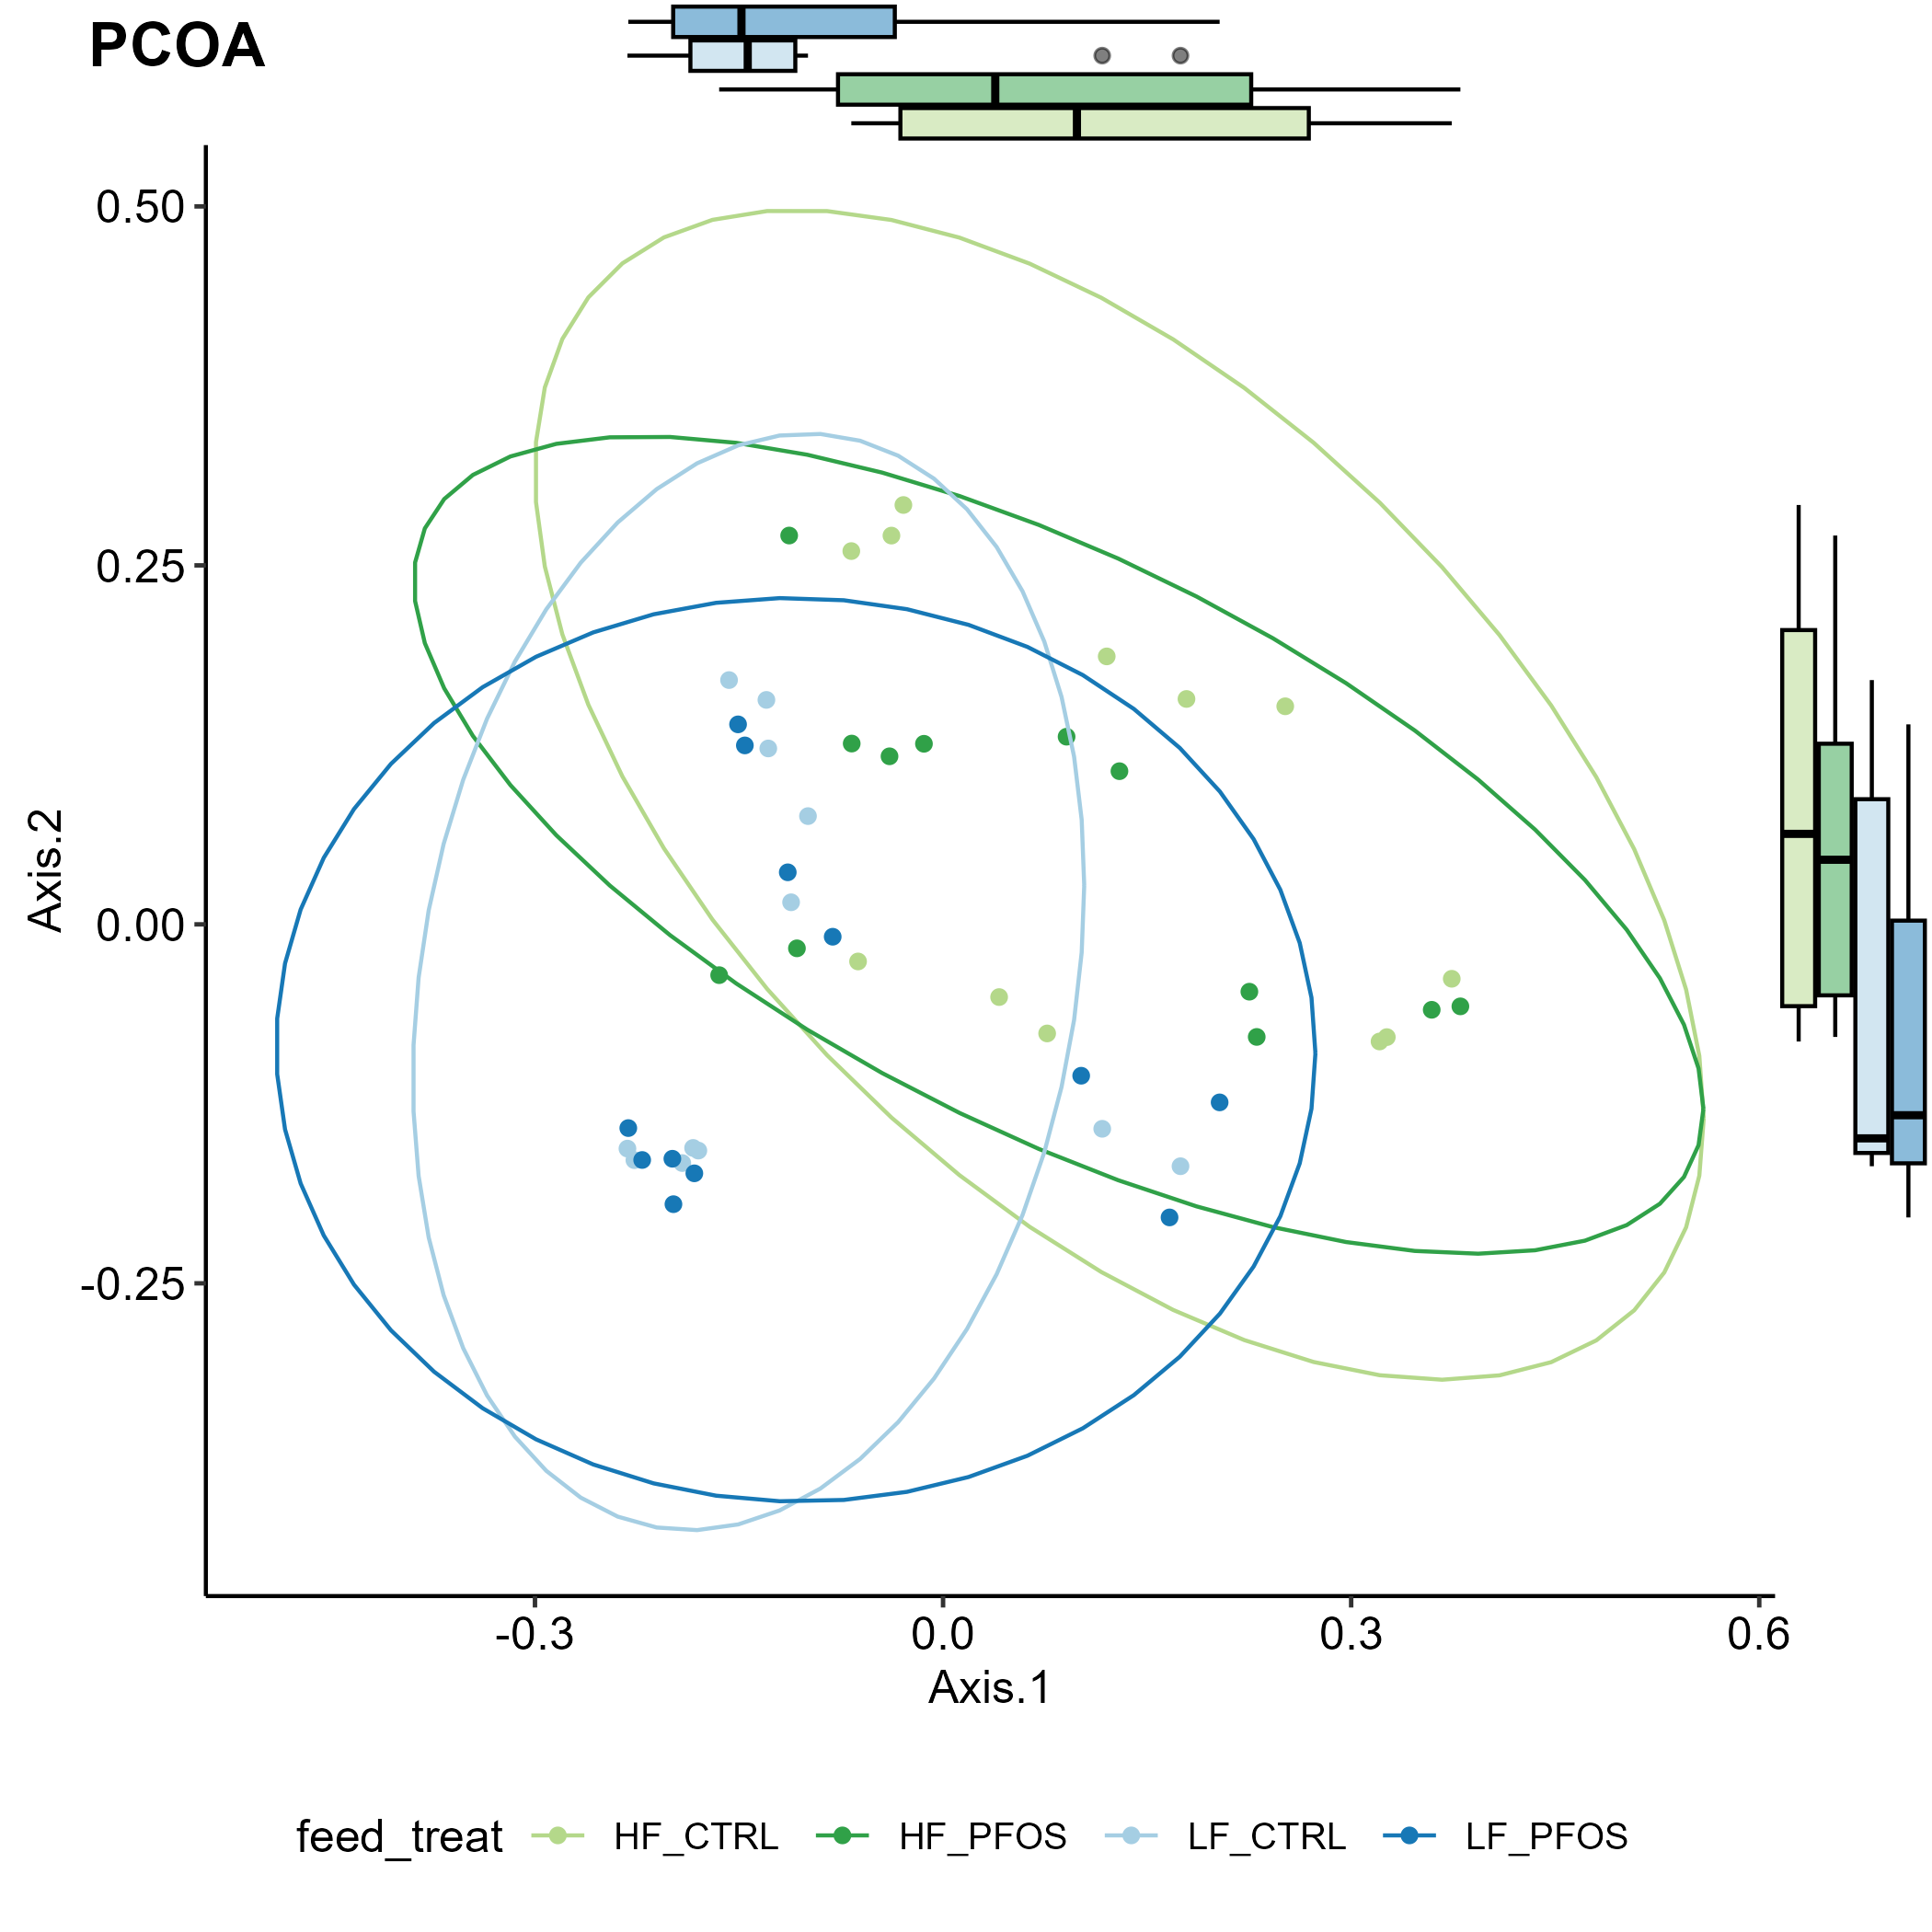 PCOA
0.50
0.25
0.00
-0.25
Axis.2
-0.3 0.0 0.3 0.6
Axis.1
feed_treat HF_CTRL HF_PFOS LF_CTRL LF_PFOS